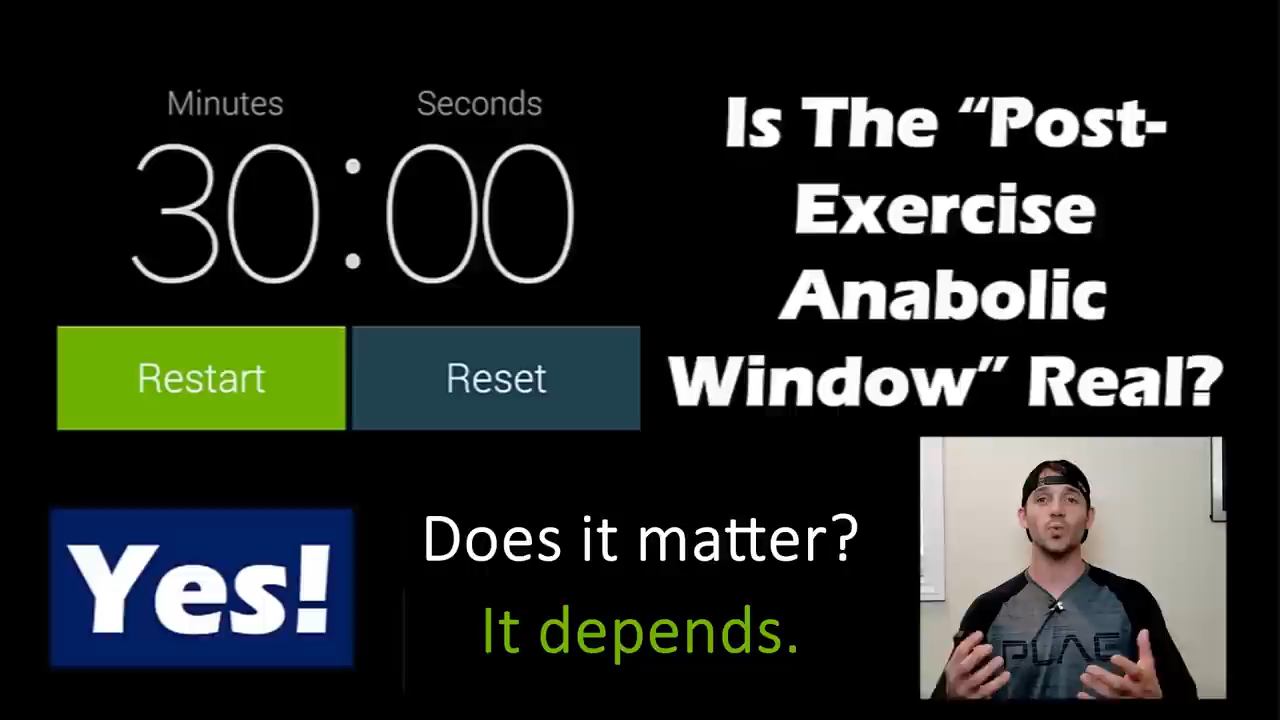 Minutes Seconds
30:00
Restart Reset
Is The “Post-
Exercise
Anabolic
Window” Real?
Yes!
Does it matter?
It depends.